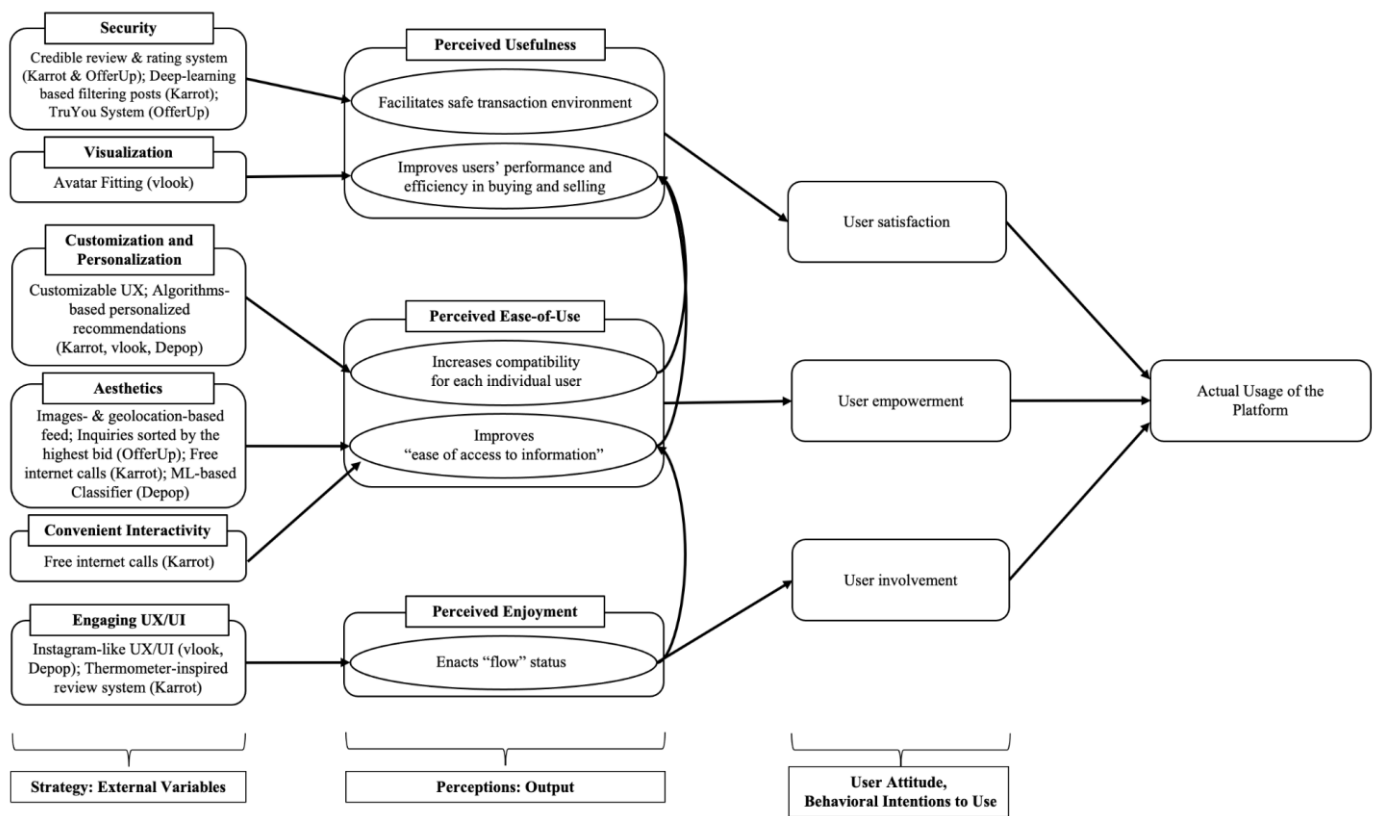 Security
Credible review & rating system
(Karrot & OfferUp); Deep-learning
based filtering posts (Karrot);
TruYou System (OfferUp)
Visualization
Avatar Fitting (vlook)
Customization and
Personalization
Customizable UX; Algorithms-
based personalized
recommendations
(Karrot, vlook, Depop)
Aesthetics
Images- & geolocation-based
feed; Inquiries sorted by the
highest bid (OfferUp); Free
internet calls (Karrot); ML-based
Classifier (Depop)
Convenient Interactivity
Free internet calls (Karrot)
Engaging UX/UI
Instagram-like UX/UI (vlook,
Depop); Thermometer-inspired
review system (Karrot)
Strategy: External Variables
Perceived Usefulness
Facilitates safe transaction environment
Improves users’ performance and
efficiency in buying and selling
Perceived Ease-of-Use
Increases compatibility
for each individual user
Improves
“ease of access to information”
Perceived Enjoyment
Enacts “flow” status
Perceptions: Output
User satisfaction
User empowerment
User involvement
User Attitude,
Behavioral Intentions to Use
Actual Usage of the
Platform